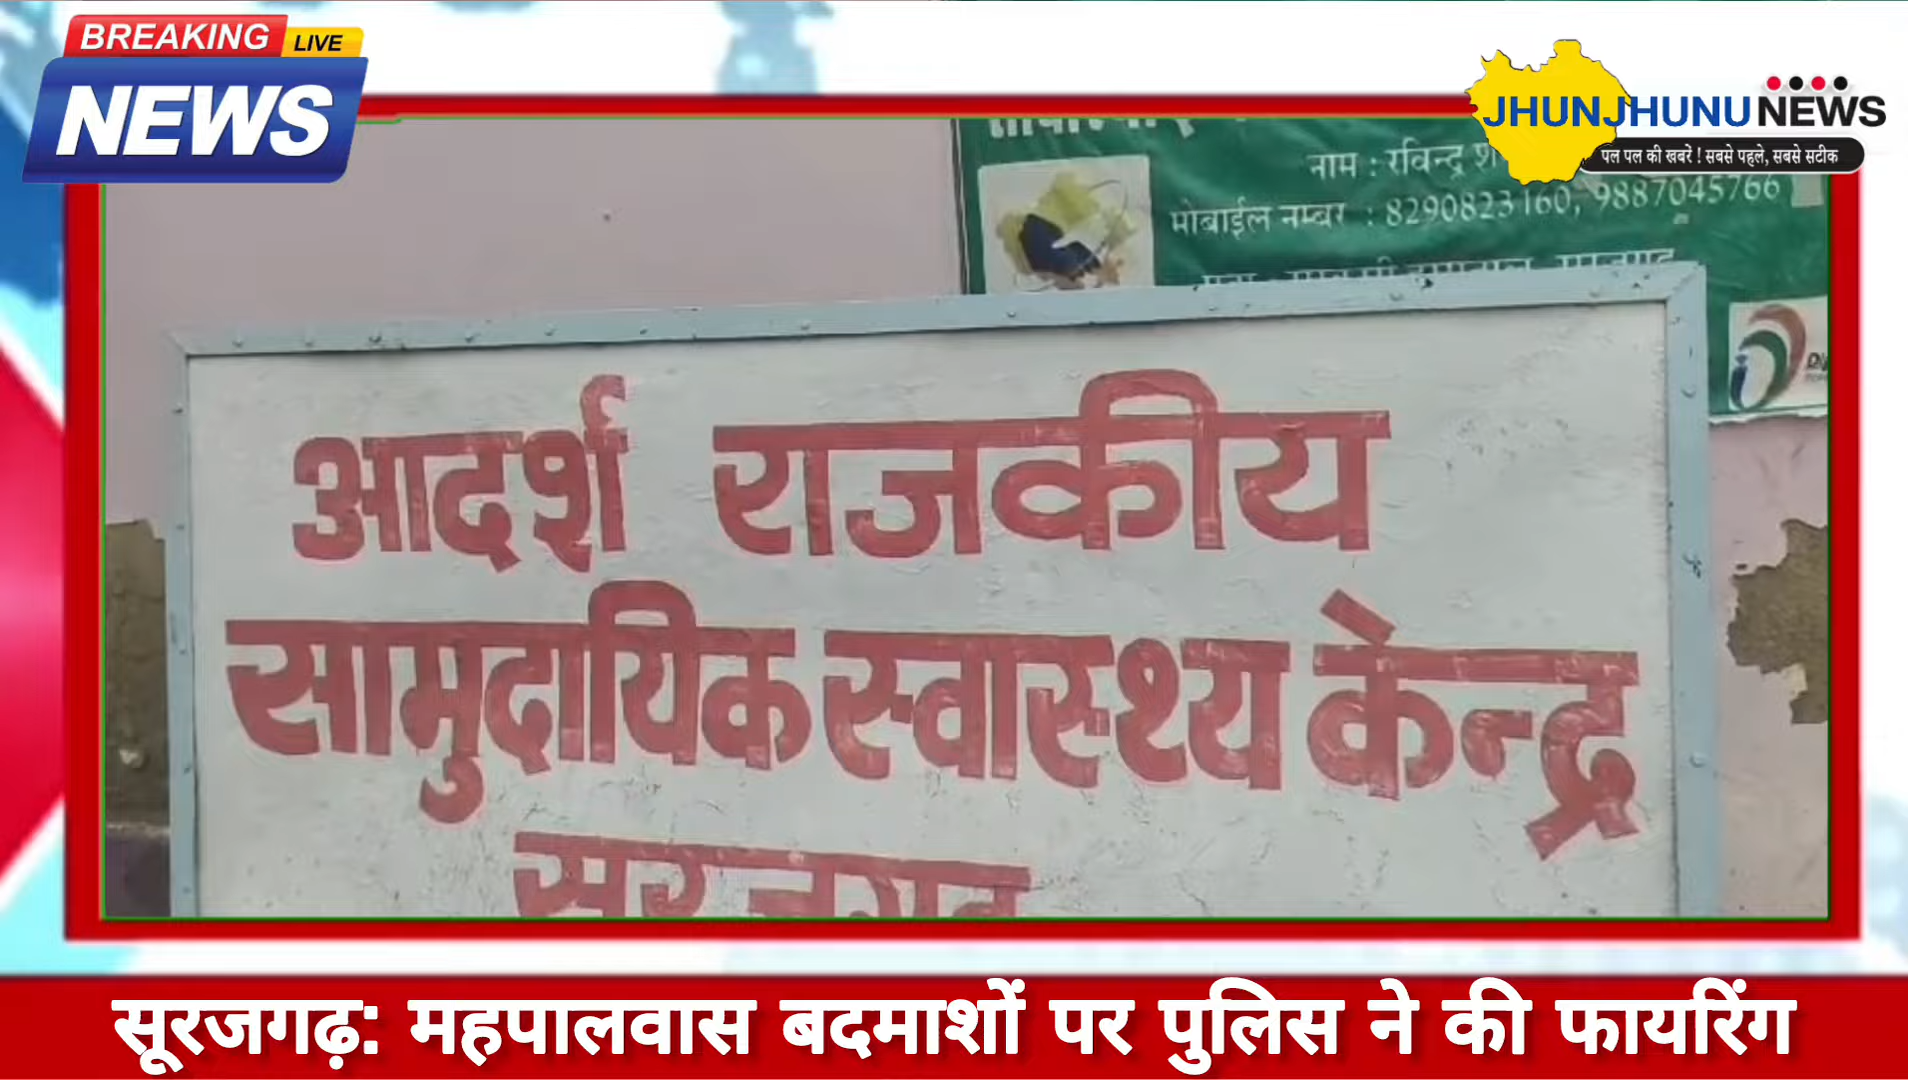 BREAKING LIVE
NEWS
JHUNJHUNU NEWS
पल पल की खबरें ! सबसे पहले, सबसे सटीक
नाम : रविन्द्र
मोबाईल नम्बर : 8290823160, 9887045766
आदर्श राजकीय
सामुदायिक स्वास्थ्य केन्द्र
सूरजगढ़: महपालवास बदमाशों पर पुलिस ने की फायरिंग